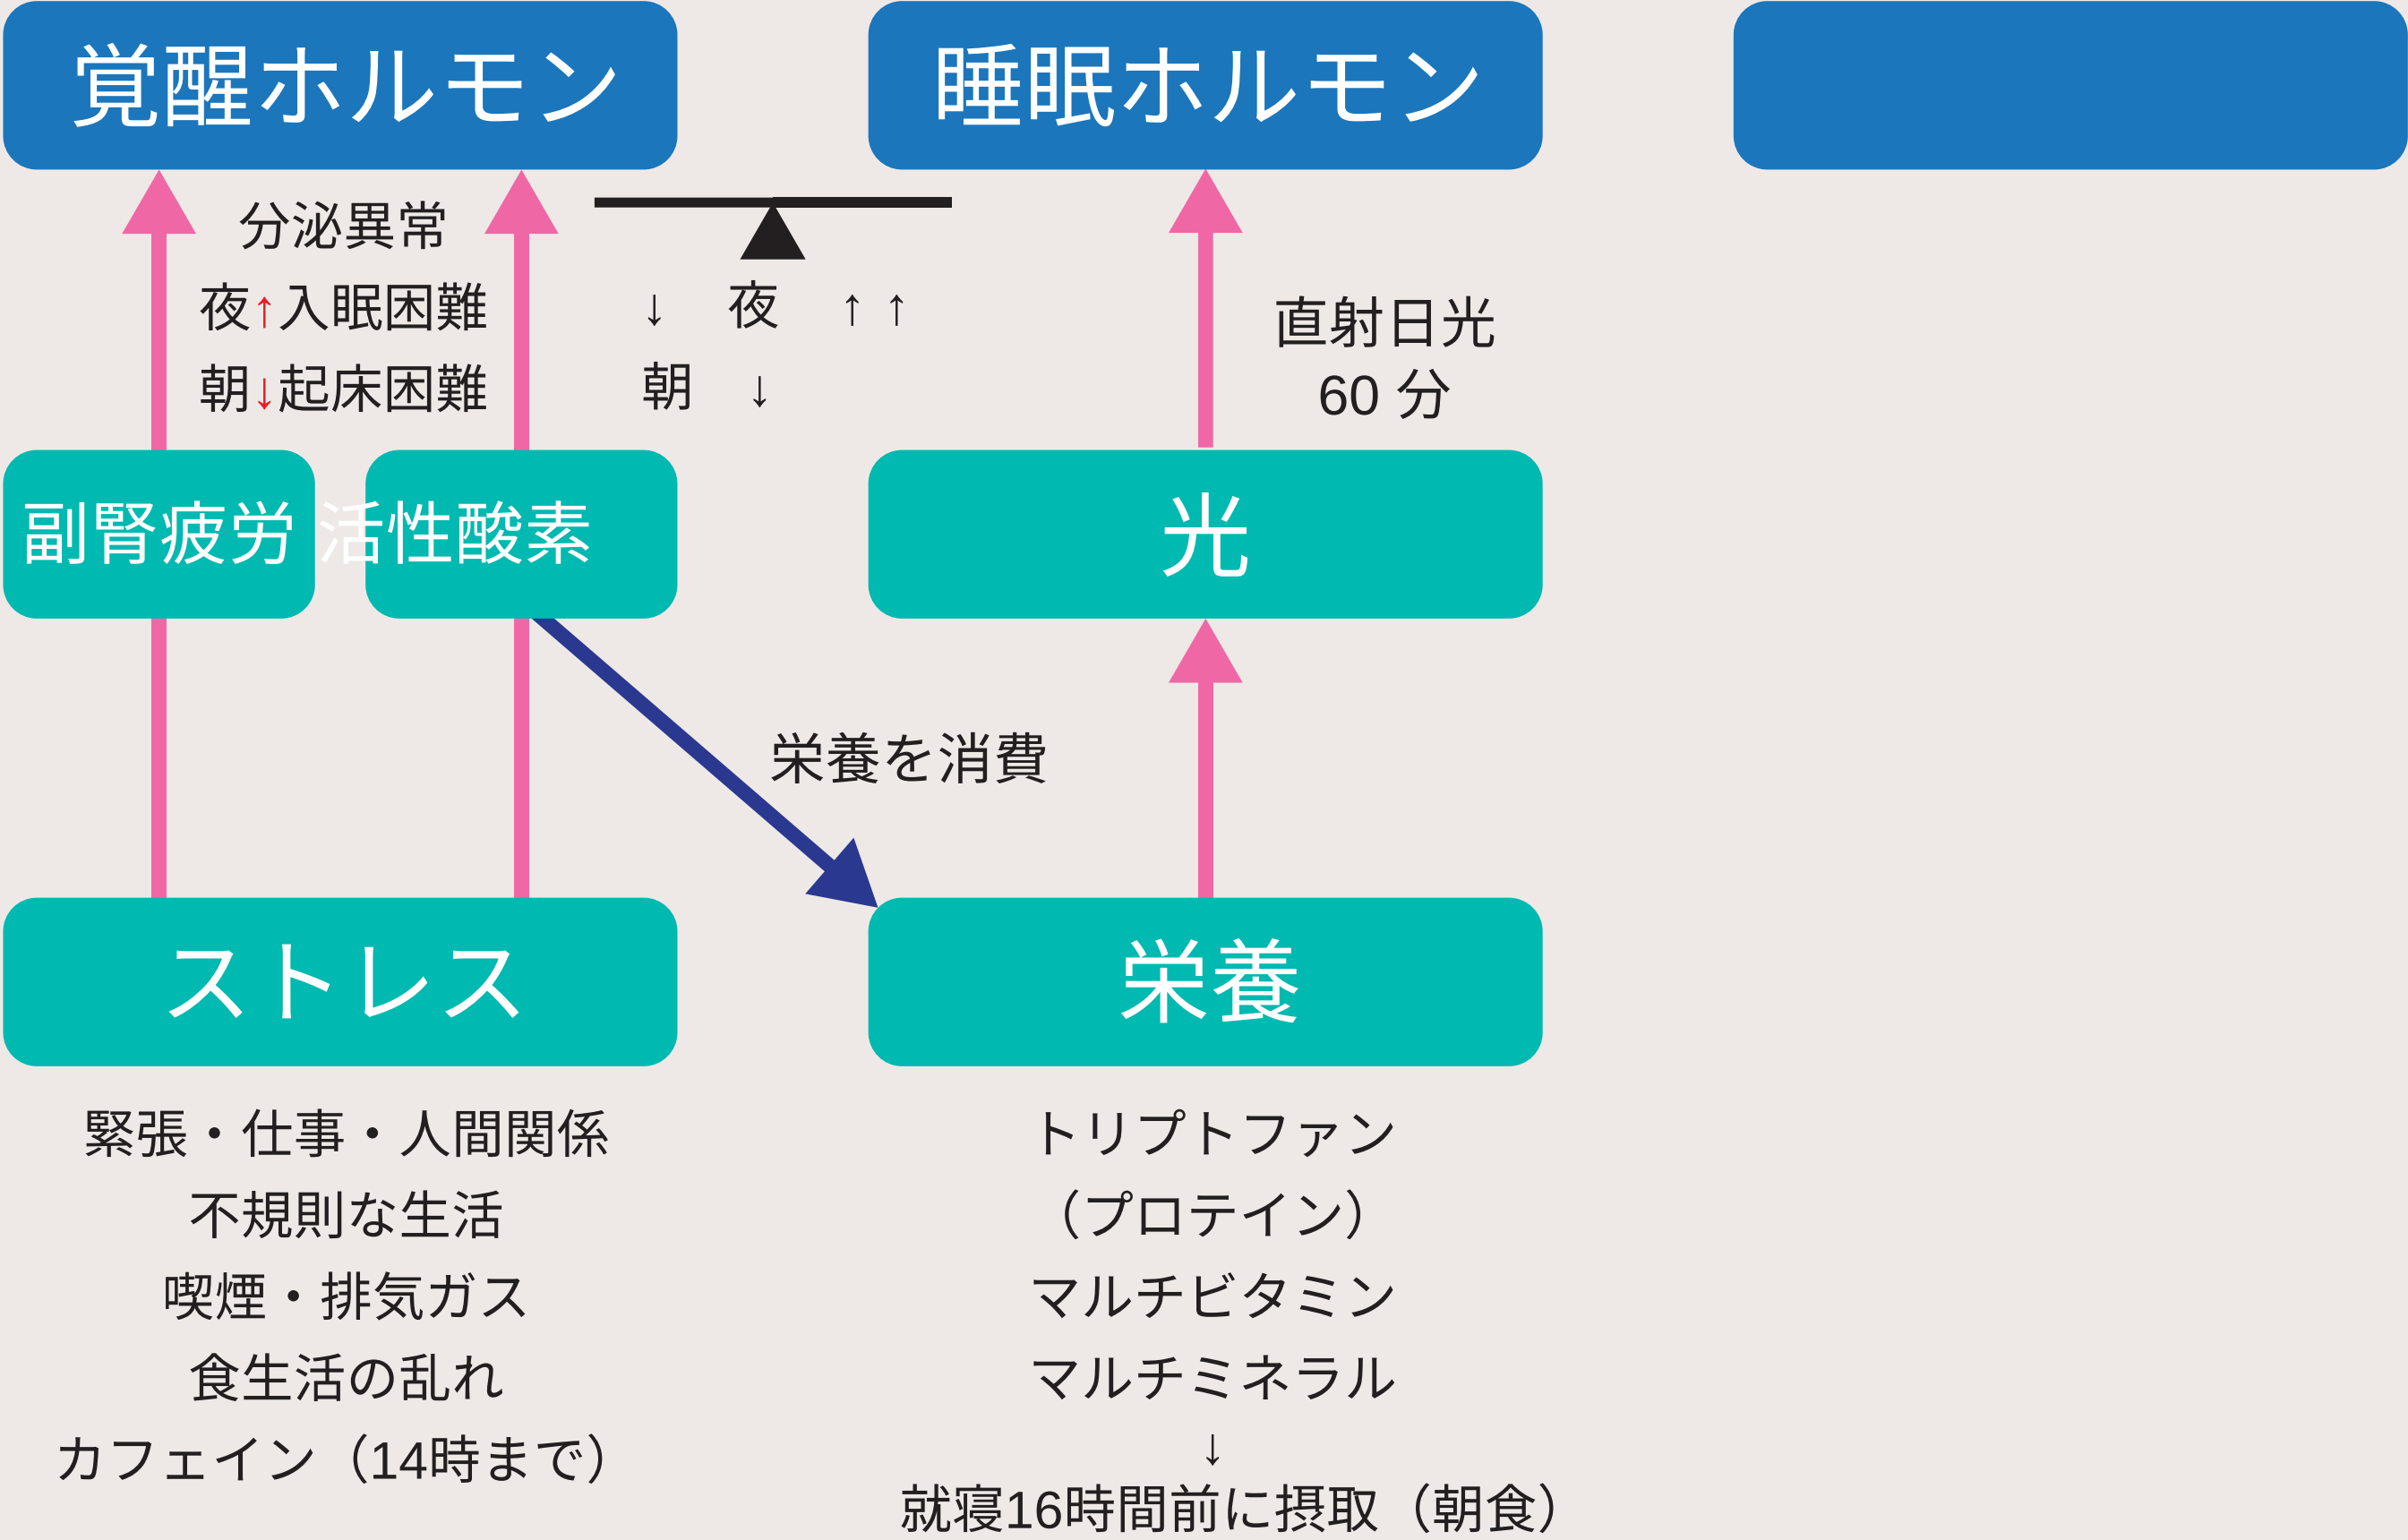 覚醒ホルモン
睡眠ホルモン
分泌異常
夜↑入眠困難
朝↓起床困難
↓ 夜 ↑ ↑
朝 ↓
直射日光
60 分
副腎疲労
活性酸素
光
栄養を消費
ストレス
栄養
緊張・仕事・人間関係
不規則な生活
喫煙・排気ガス
食生活の乱れ
カフェイン（14時まで）
トリプトファン
（プロテイン）
マルチビタミン
マルチミネラル
↓
就寝16時間前に摂取（朝食）